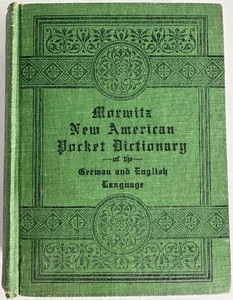 Morwitz
New American
Pocket Dictionary
of the
German and English
Language